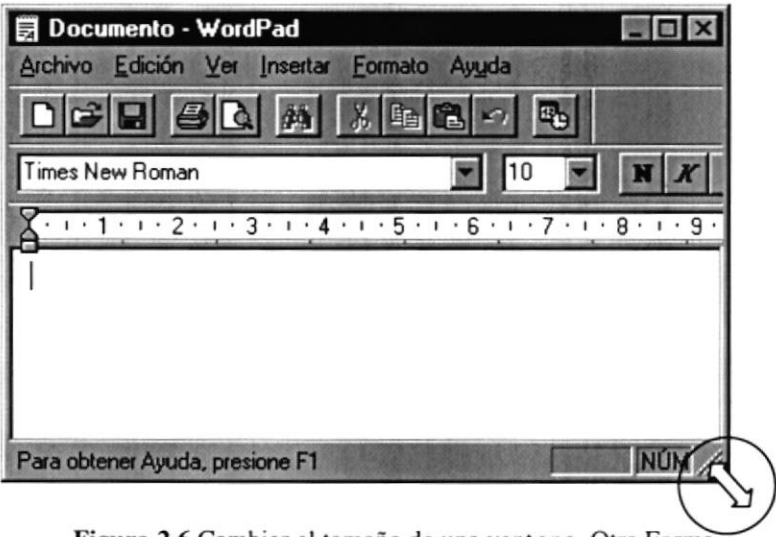 Documento - WordPad
Archivo Edición Ver Insertar Formato Ayuda
Times New Roman 10 N K
1 2 3 4 5 6 7 8 9
Para obtener Ayuda, presione F1 NÚM
Figura 2.6 Cambiar el tamaño de una ventana. Otra Forma